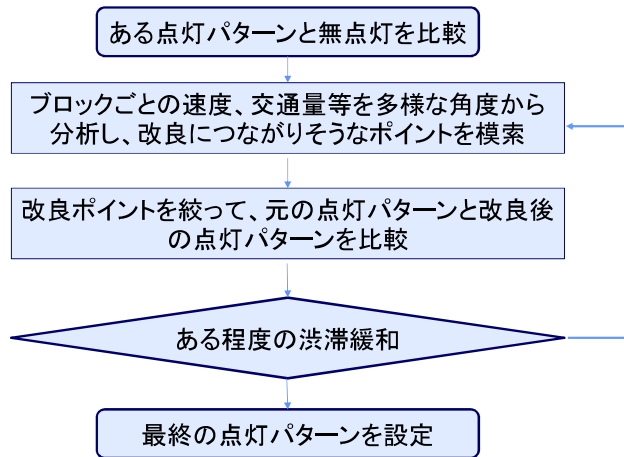 ある点灯パターンと無点灯を比較
ブロックごとの速度、交通量等を多様な角度から
分析し、改良につながりそうなポイントを模索
改良ポイントを絞って、元の点灯パターンと改良後
の点灯パターンを比較
ある程度の渋滞緩和
最終の点灯パターンを設定